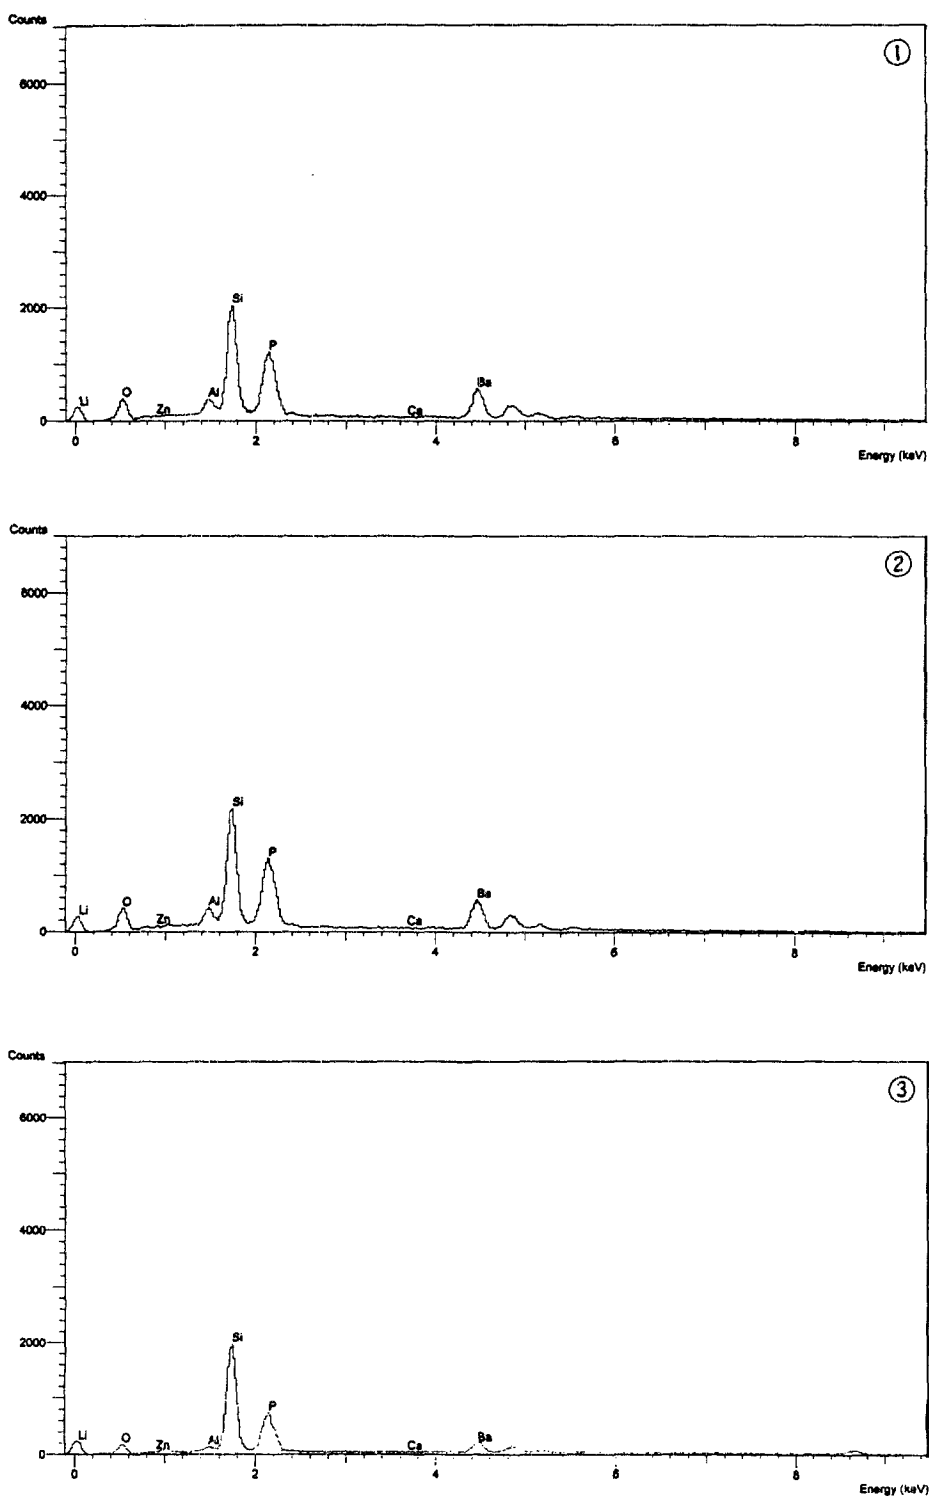 Counts
①
6000
4000
2000
0
Si
P
Ba
Li
O
Zn
Al
Ca
0 2 4 6 8
Energy (keV)
Counts
②
6000
4000
2000
0
Si
P
Ba
Li
O
Zn
Al
Ca
0 2 4 6 8
Energy (keV)
Counts
③
6000
4000
2000
0
Si
P
Li
O
Zn
Al
Ca
Ba
0 2 4 6 8
Energy (keV)